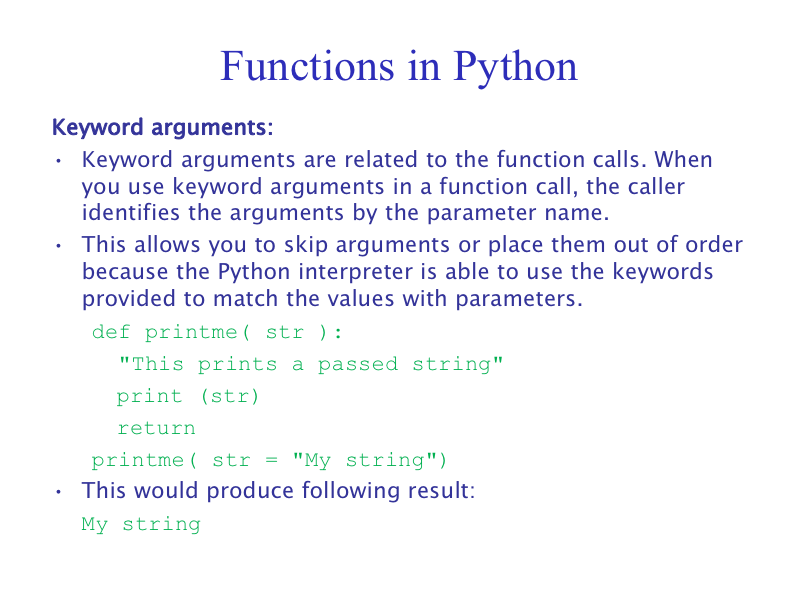 Functions in Python
Keyword arguments:
• Keyword arguments are related to the function calls. When
you use keyword arguments in a function call, the caller
identifies the arguments by the parameter name.
• This allows you to skip arguments or place them out of order
because the Python interpreter is able to use the keywords
provided to match the values with parameters.
def printme( str ):
"This prints a passed string"
print (str)
return
printme( str = "My string")
• This would produce following result:
My string